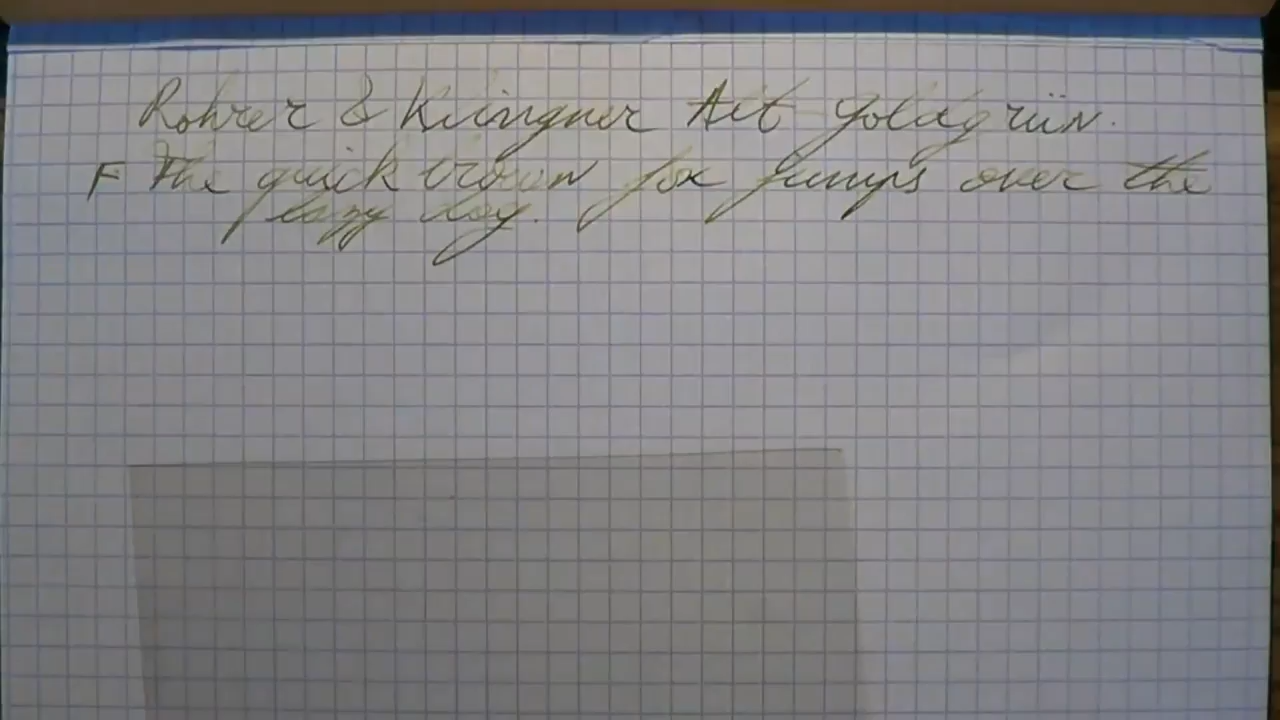 Rohrer & Klingner Alt Goldgrün.
F The quick brown fox jumps over the
lazy dog.